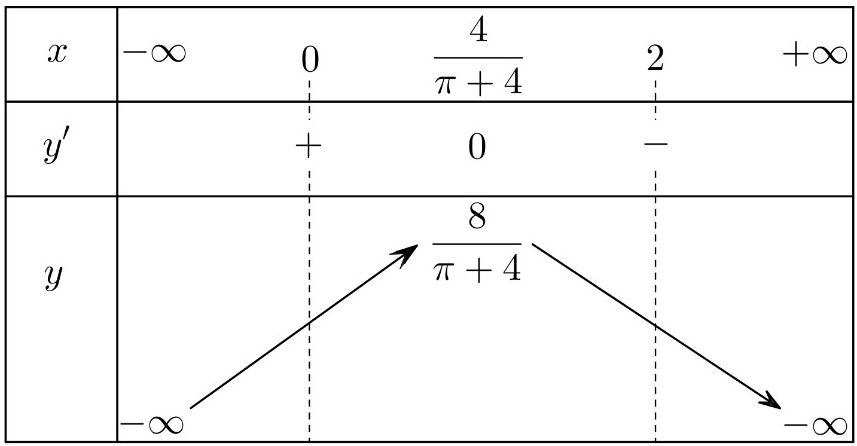 x −∞ 0 4/(π + 4) 2 +∞
y′ + 0 −
y −∞ 8/(π + 4) −∞